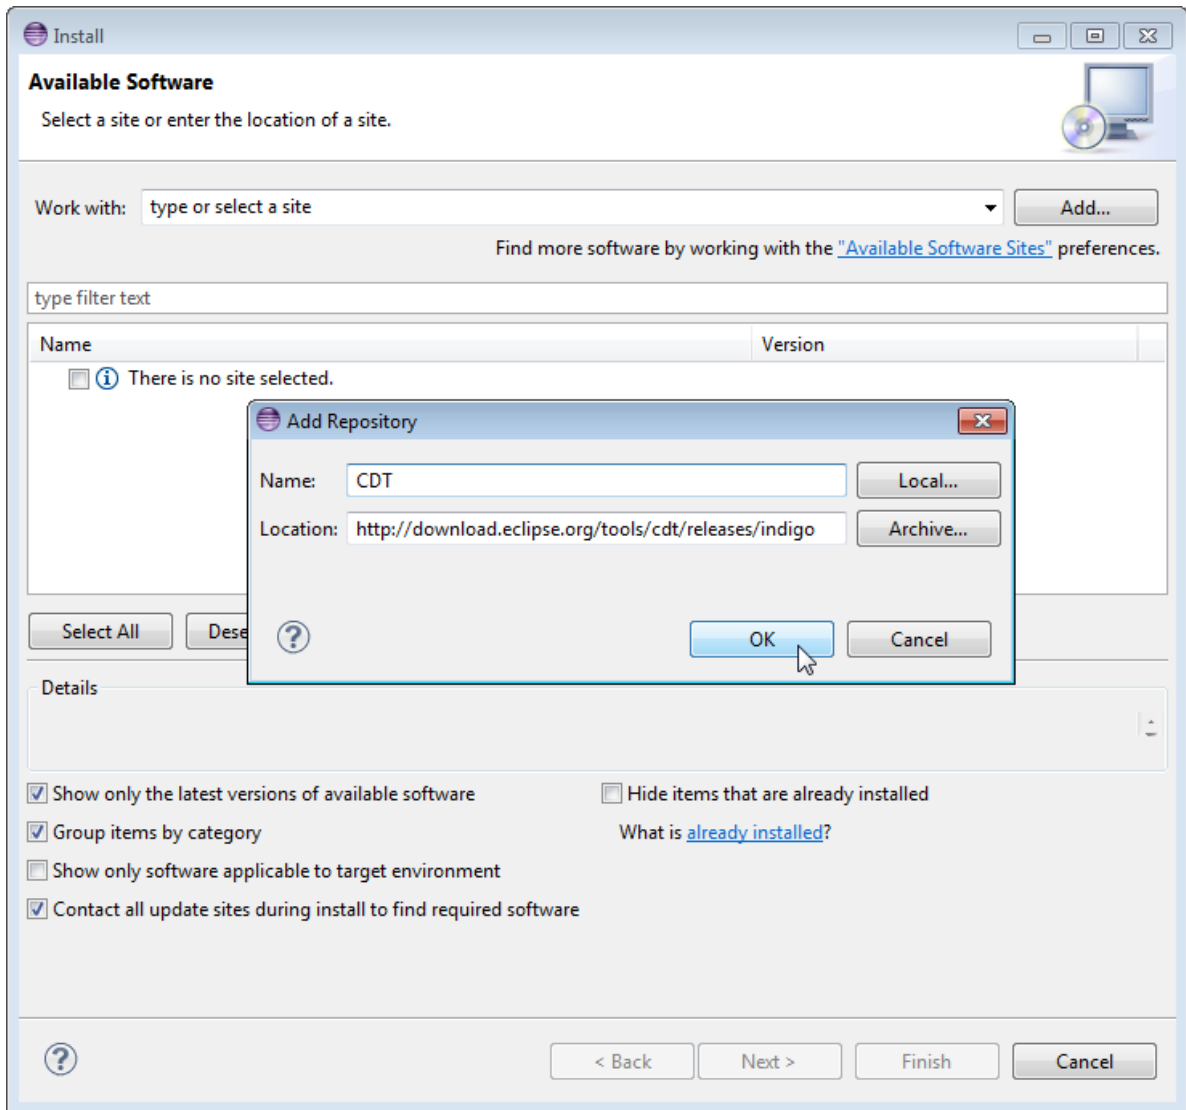 Install
Available Software
Select a site or enter the location of a site.
Work with: type or select a site Add...
Find more software by working with the "Available Software Sites" preferences.
type filter text
Name Version
There is no site selected.
Add Repository
Name: CDT Local...
Location: http://download.eclipse.org/tools/cdt/releases/indigo Archive...
Select All Dese
OK Cancel
Details
Show only the latest versions of available software Hide items that are already installed
Group items by category What is already installed?
Show only software applicable to target environment
Contact all update sites during install to find required software
< Back Next > Finish Cancel